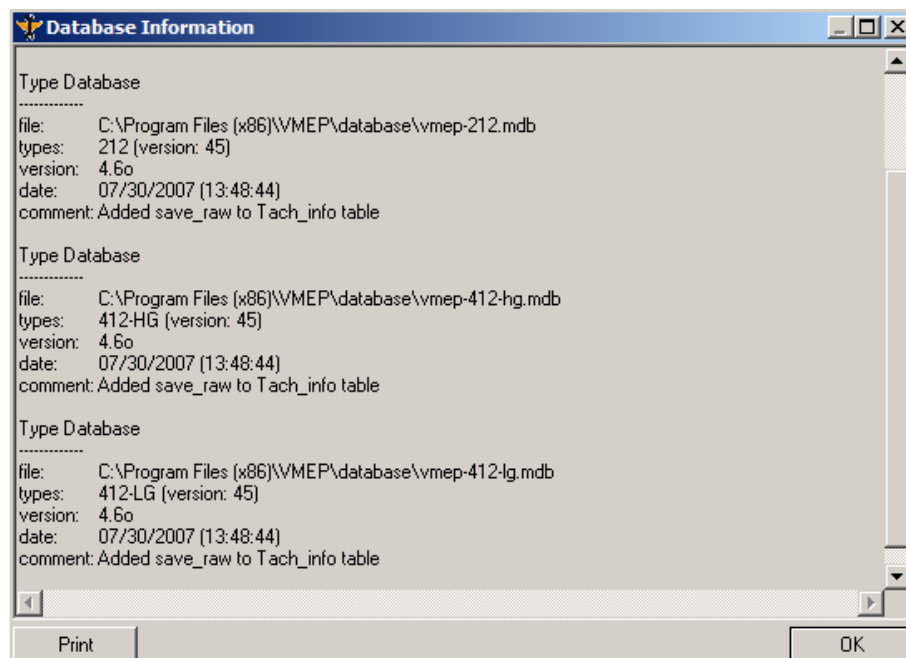 Database Information
Type Database
-------------
file: C:\Program Files (x86)\VMEP\database\vmep-212.mdb
types: 212 (version: 45)
version: 4.6o
date: 07/30/2007 (13:48:44)
comment: Added save_raw to Tach_info table
Type Database
-------------
file: C:\Program Files (x86)\VMEP\database\vmep-412-hg.mdb
types: 412-HG (version: 45)
version: 4.6o
date: 07/30/2007 (13:48:44)
comment: Added save_raw to Tach_info table
Type Database
-------------
file: C:\Program Files (x86)\VMEP\database\vmep-412-lg.mdb
types: 412-LG (version: 45)
version: 4.6o
date: 07/30/2007 (13:48:44)
comment: Added save_raw to Tach_info table
Print OK